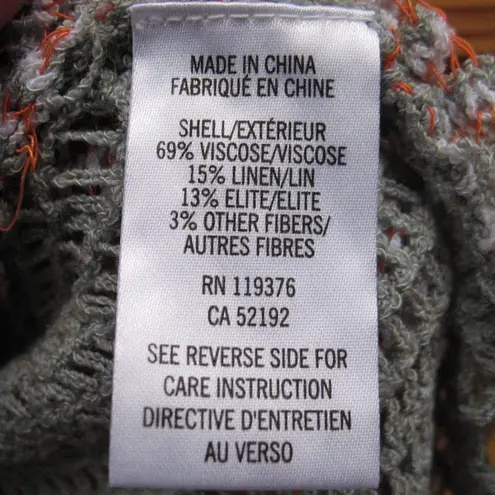 MADE IN CHINA
FABRIQUÉ EN CHINE
SHELL/EXTÉRIEUR
69% VISCOSE/VISCOSE
15% LINEN/LIN
13% ELITE/ELITE
3% OTHER FIBERS/
AUTRES FIBRES
RN 119376
CA 52192
SEE REVERSE SIDE FOR
CARE INSTRUCTION
DIRECTIVE D'ENTRETIEN
AU VERSO